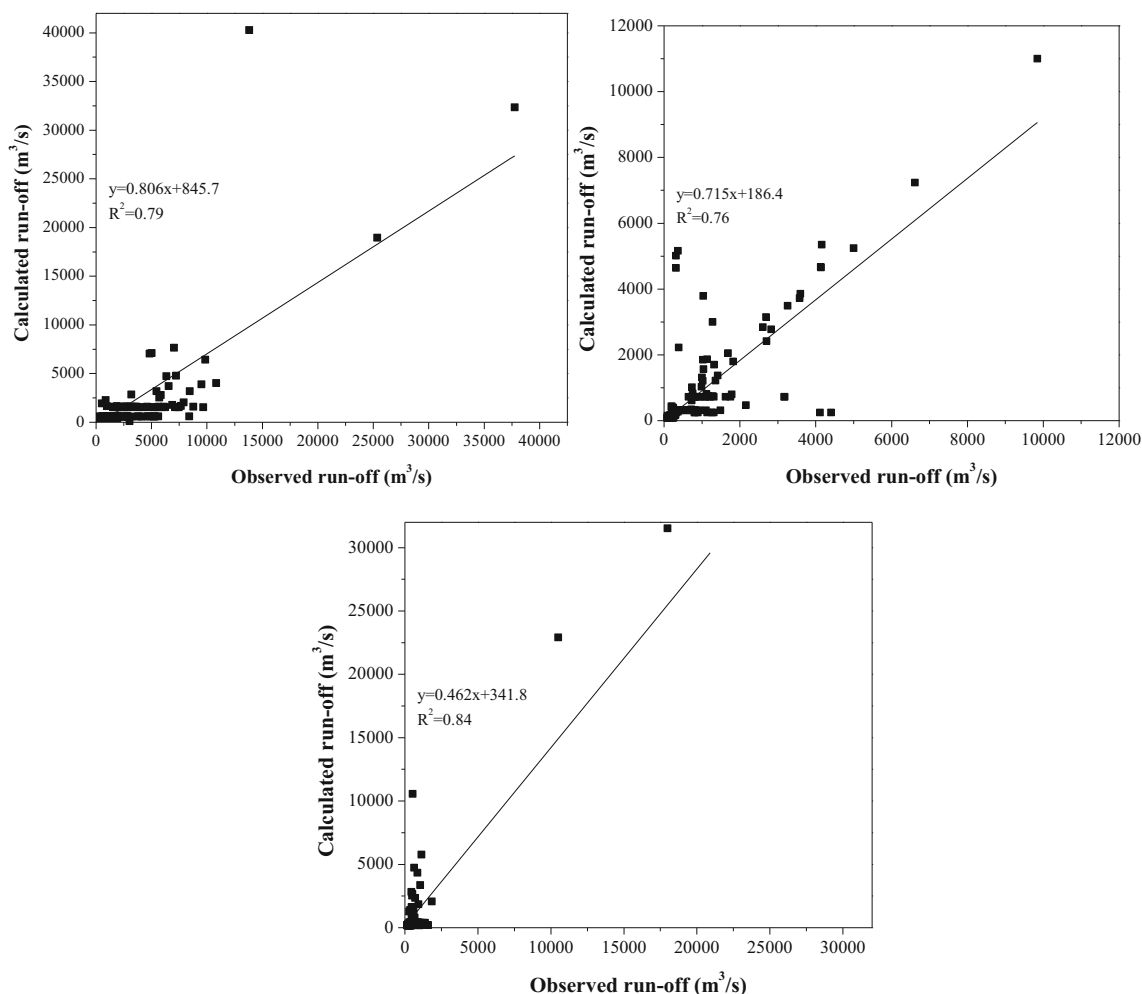 40000
35000
30000
25000
20000
15000
10000
5000
0
Calculated run-off (m³/s)
y=0.806x+845.7
R²=0.79
0 5000 10000 15000 20000 25000 30000 35000 40000
Observed run-off (m³/s)
12000
10000
8000
6000
4000
2000
0
Calculated run-off (m³/s)
y=0.715x+186.4
R²=0.76
0 2000 4000 6000 8000 10000 12000
Observed run-off (m³/s)
30000
25000
20000
15000
10000
5000
0
Calculated run-off (m³/s)
y=0.462x+341.8
R²=0.84
0 5000 10000 15000 20000 25000 30000
Observed run-off (m³/s)